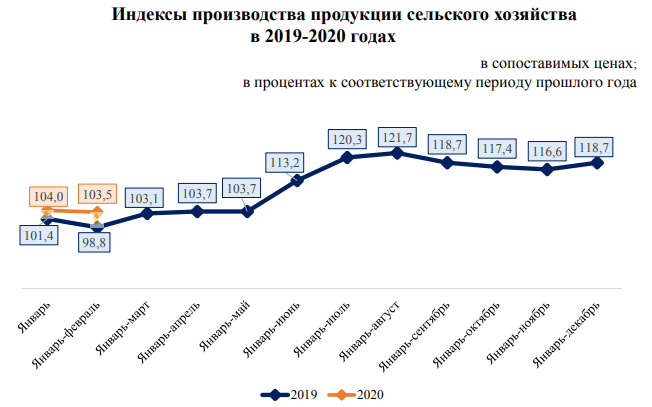 Индексы производства продукции сельского хозяйства
в 2019-2020 годах
в сопоставимых ценах;
в процентах к соответствующему периоду прошлого года
104,0
103,5
101,4
98,8
103,1
103,7
103,7
113,2
120,3
121,7
118,7
117,4
116,6
118,7
Январь
Январь-февраль
Январь-март
Январь-апрель
Январь-май
Январь-июнь
Январь-июль
Январь-август
Январь-сентябрь
Январь-октябрь
Январь-ноябрь
Январь-декабрь
2019
2020